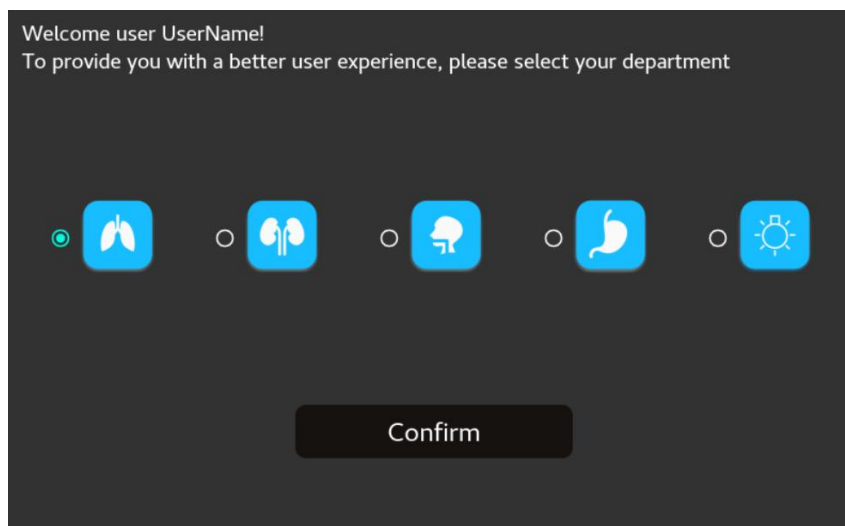 Welcome user UserName!
To provide you with a better user experience, please select your department
Confirm